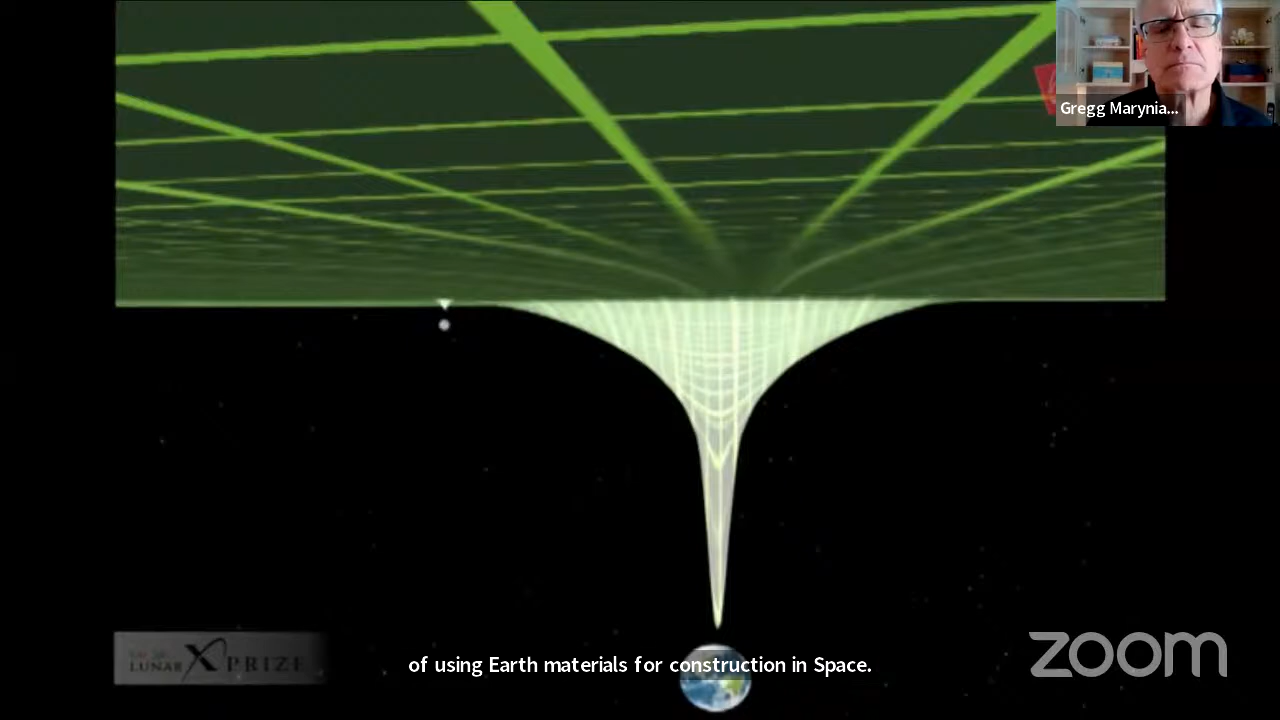 Gregg Marynia...
LUNAR X PRIZE
of using Earth materials for construction in Space.
zoom